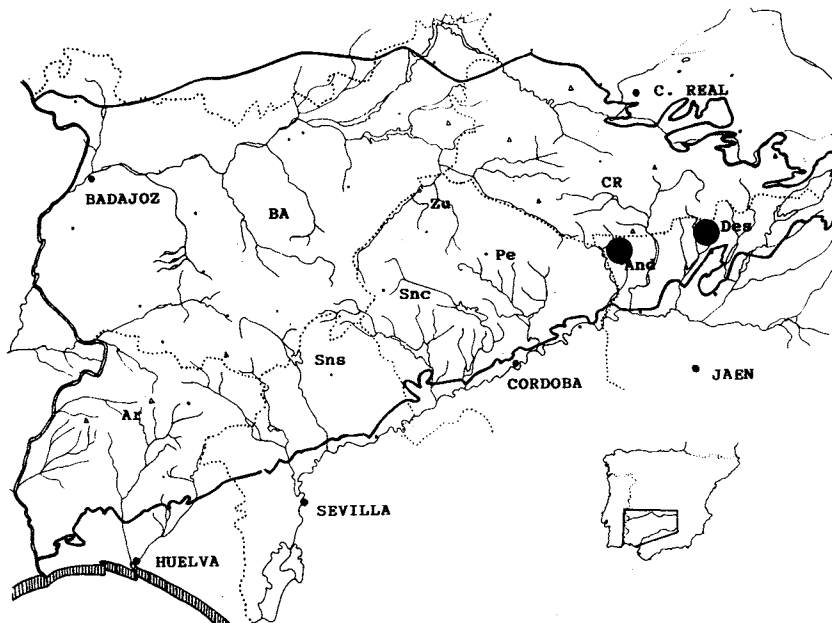 C. REAL
BADAJOZ
BA
Zu
CR
Des
And
Pe
Snc
Sns
CORDOBA
JAEN
Ar
SEVILLA
HUELVA